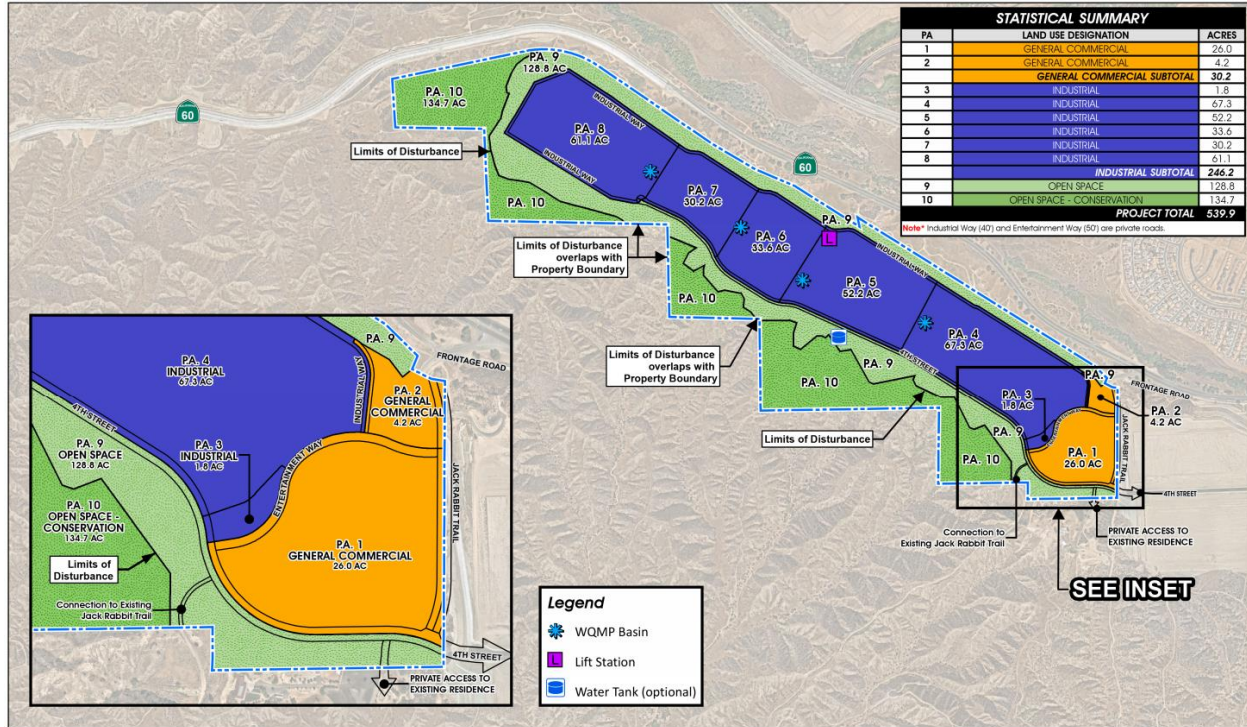 STATISTICAL SUMMARY
PA LAND USE DESIGNATION ACRES
1 GENERAL COMMERCIAL 26.0
2 GENERAL COMMERCIAL 4.2
GENERAL COMMERCIAL SUBTOTAL 30.2
3 INDUSTRIAL 1.8
4 INDUSTRIAL 67.3
5 INDUSTRIAL 52.2
6 INDUSTRIAL 33.6
7 INDUSTRIAL 30.2
8 INDUSTRIAL 61.1
INDUSTRIAL SUBTOTAL 246.2
9 OPEN SPACE 128.8
10 OPEN SPACE - CONSERVATION 134.7
PROJECT TOTAL 539.9
Note* Industrial Way (40') and Entertainment Way (50') are private roads.
60
P.A. 9
128.8 AC
P.A. 10
134.7 AC
INDUSTRIAL WAY
P.A. 8
61.1 AC
Limits of Disturbance
INDUSTRIAL WAY
60
P.A. 7
30.2 AC
P.A. 10
P.A. 9
P.A. 6
33.6 AC
L
INDUSTRIAL WAY
Limits of Disturbance
overlaps with
Property Boundary
P.A. 5
52.2 AC
P.A. 10
P.A. 4
67.3 AC
4TH STREET
Limits of Disturbance
overlaps with
Property Boundary
P.A. 9
P.A. 10
P.A. 9
FRONTAGE ROAD
P.A. 3
1.8 AC
P.A. 2
4.2 AC
Limits of Disturbance
P.A. 9
ENTERTAINMENT WAY
JACK RABBIT TRAIL
P.A. 1
26.0 AC
P.A. 10
4TH STREET
Connection to
Existing Jack Rabbit Trail
PRIVATE ACCESS TO
EXISTING RESIDENCE
SEE INSET
P.A. 9
FRONTAGE ROAD
P.A. 4
INDUSTRIAL
67.3 AC
INDUSTRIAL WAY
P.A. 2
GENERAL
COMMERCIAL
4.2 AC
4TH STREET
P.A. 9
OPEN SPACE
128.8 AC
P.A. 3
INDUSTRIAL
1.8 AC
ENTERTAINMENT WAY
JACK RABBIT TRAIL
P.A. 10
OPEN SPACE -
CONSERVATION
134.7 AC
P.A. 1
GENERAL COMMERCIAL
26.0 AC
Limits of
Disturbance
Connection to Existing
Jack Rabbit Trail
4TH STREET
PRIVATE ACCESS TO
EXISTING RESIDENCE
Legend
WQMP Basin
L Lift Station
Water Tank (optional)